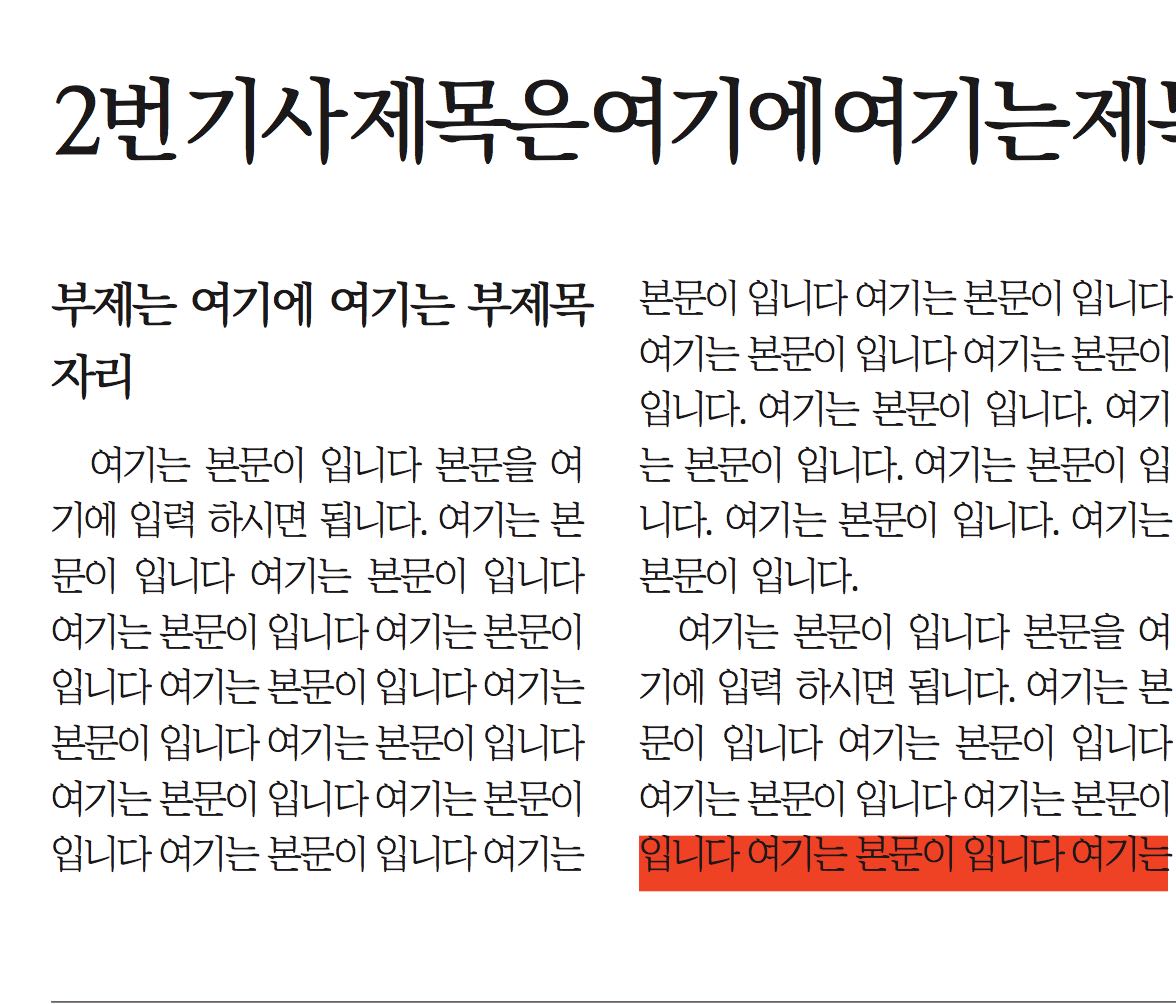 2번 기사 제목은 여기에 여기는 제목
부제는 여기에 여기는 부제목
자리
여기는 본문이 입니다 본문을 여
기에 입력 하시면 됩니다. 여기는 본
문이 입니다 여기는 본문이 입니다
여기는 본문이 입니다 여기는 본문이
입니다 여기는 본문이 입니다 여기는
본문이 입니다 여기는 본문이 입니다
여기는 본문이 입니다 여기는 본문이
입니다 여기는 본문이 입니다 여기는
본문이 입니다 여기는 본문이 입니다
여기는 본문이 입니다 여기는 본문이
입니다. 여기는 본문이 입니다. 여기
는 본문이 입니다. 여기는 본문이 입
니다. 여기는 본문이 입니다. 여기는
본문이 입니다.
여기는 본문이 입니다 본문을 여
기에 입력 하시면 됩니다. 여기는 본
문이 입니다 여기는 본문이 입니다
여기는 본문이 입니다 여기는 본문이
입니다 여기는 본문이 입니다 여기는